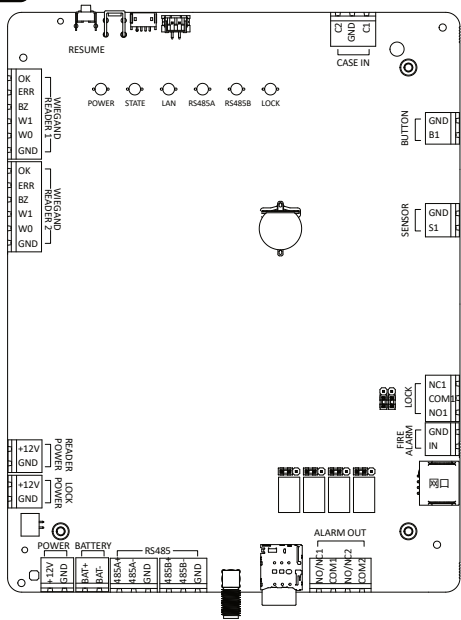 RESUME
C2
GND
C1
CASE IN
POWER STATE LAN RS485A RS485B LOCK
OK
ERR
BZ
W1
W0
GND
WIEGAND
READER 1
OK
ERR
BZ
W1
W0
GND
WIEGAND
READER 2
BUTTON
GND
B1
SENSOR
GND
S1
LOCK
NC1
COM1
NO1
FIRE
ALARM
GND
IN
网口
+12V
GND
READER
POWER
+12V
GND
LOCK
POWER
POWER BATTERY RS485
+12V
GND
BAT+
BAT-
485A+
485A-
GND
485B+
485B-
GND
ALARM OUT
NO/NC1
COM1
NO/NC2
COM2